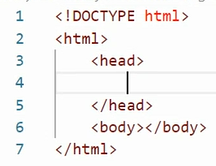 1 <!DOCTYPE html>
2 <html>
3     <head>
4
5     </head>
6     <body></body>
7 </html>